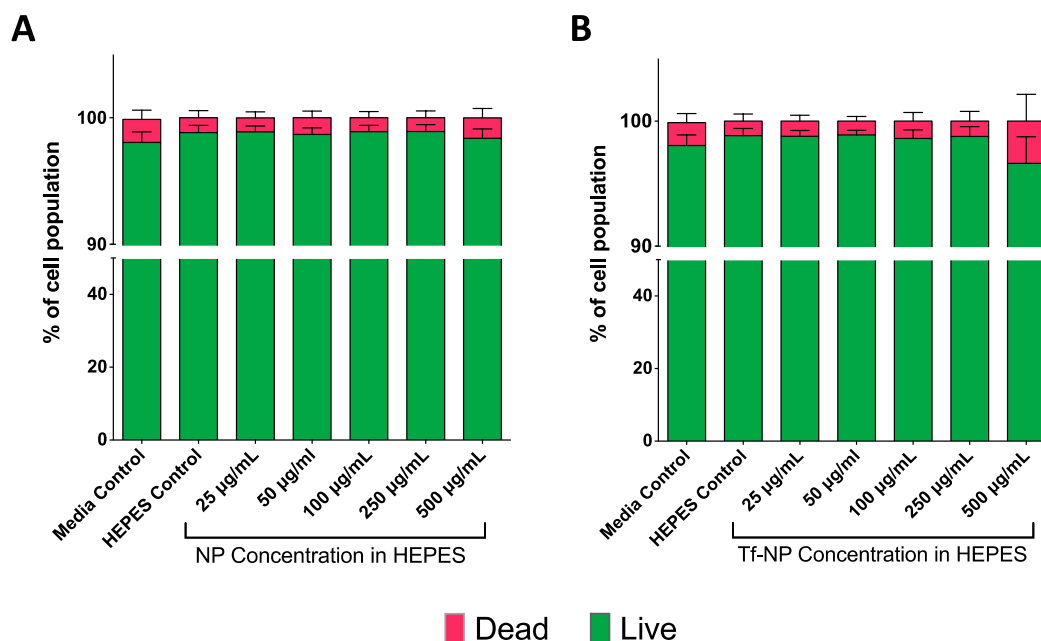 A
% of cell population
100
90
40
20
0
Media Control
HEPES Control
25 µg/mL
50 µg/ml
100 µg/mL
250 µg/mL
500 µg/mL
NP Concentration in HEPES
B
% of cell population
100
90
40
20
0
Media Control
HEPES Control
25 µg/mL
50 µg/ml
100 µg/mL
250 µg/mL
500 µg/mL
Tf-NP Concentration in HEPES
Dead
Live